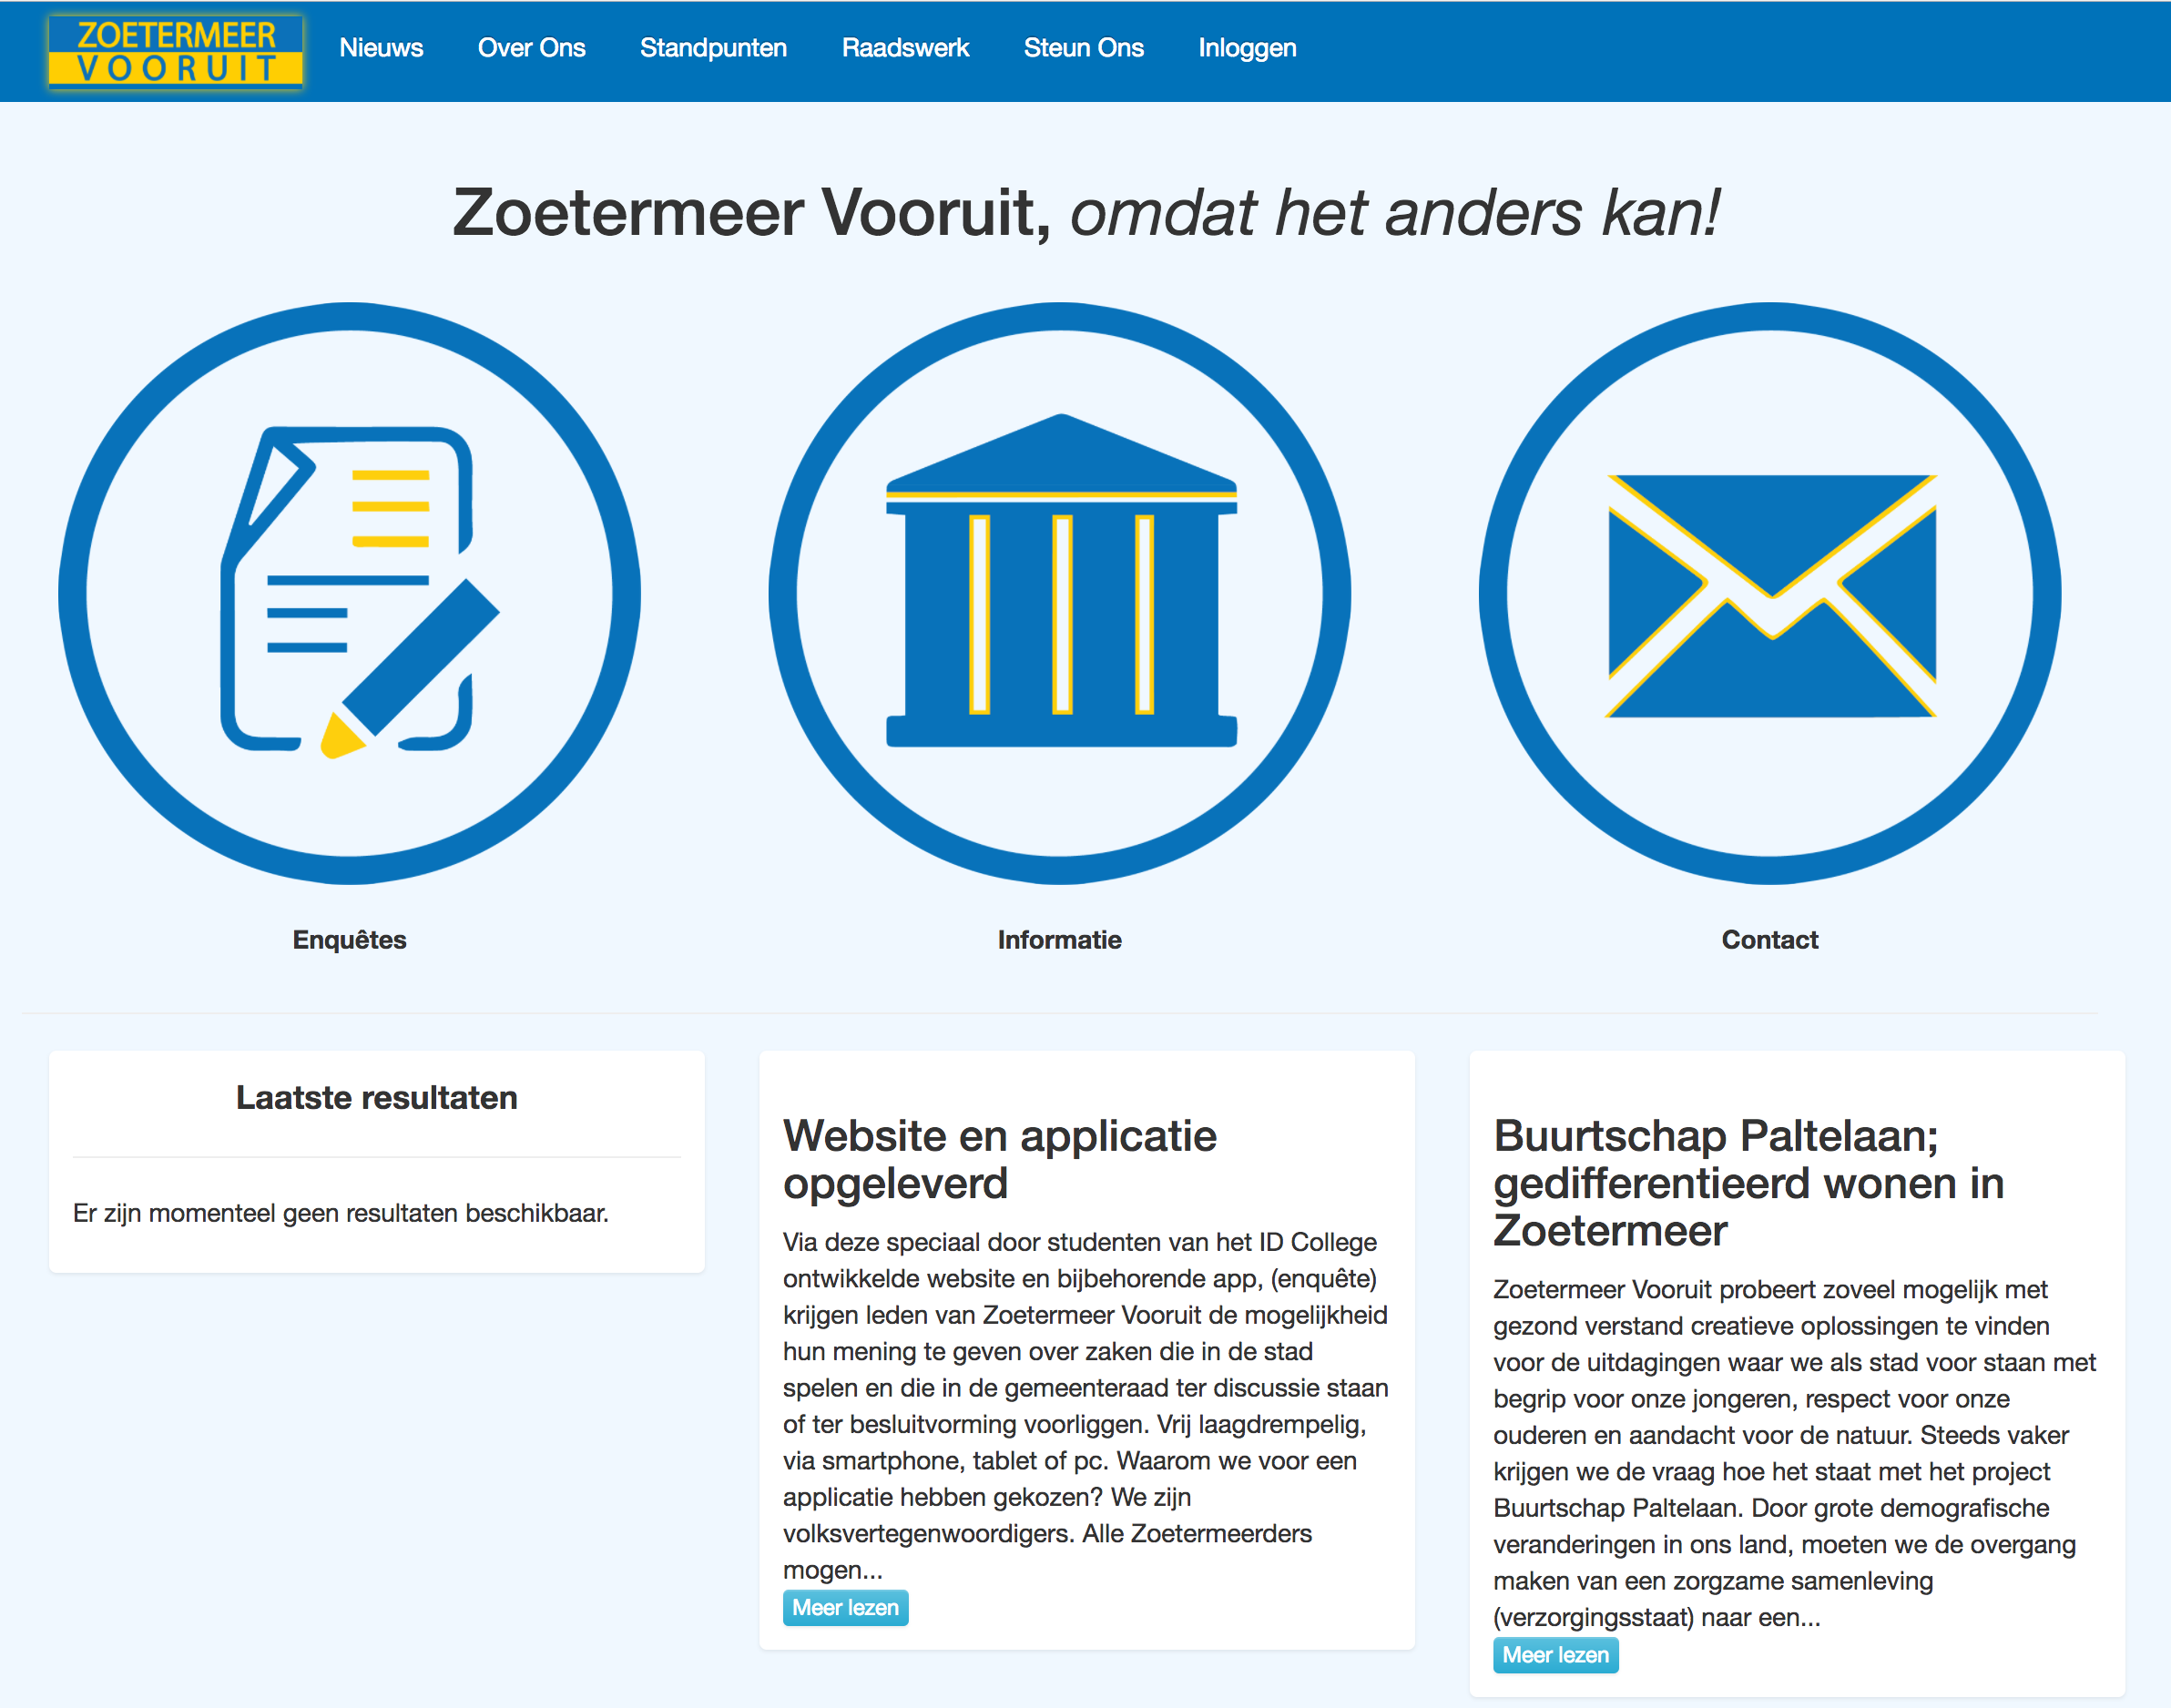 ZOETERMEER
VOORUIT
Nieuws
Over Ons
Standpunten
Raadswerk
Steun Ons
Inloggen
Zoetermeer Vooruit, omdat het anders kan!
Enquêtes
Informatie
Contact
Laatste resultaten
Er zijn momenteel geen resultaten beschikbaar.
Website en applicatie
opgeleverd
Via deze speciaal door studenten van het ID College
ontwikkelde website en bijbehorende app, (enquête)
krijgen leden van Zoetermeer Vooruit de mogelijkheid
hun mening te geven over zaken die in de stad
spelen en die in de gemeenteraad ter discussie staan
of ter besluitvorming voorliggen. Vrij laagdrempelig,
via smartphone, tablet of pc. Waarom we voor een
applicatie hebben gekozen? We zijn
volksvertegenwoordigers. Alle Zoetermeerders
mogen...
Meer lezen
Buurtschap Paltelaan;
gedifferentieerd wonen in
Zoetermeer
Zoetermeer Vooruit probeert zoveel mogelijk met
gezond verstand creatieve oplossingen te vinden
voor de uitdagingen waar we als stad voor staan met
begrip voor onze jongeren, respect voor onze
ouderen en aandacht voor de natuur. Steeds vaker
krijgen we de vraag hoe het staat met het project
Buurtschap Paltelaan. Door grote demografische
veranderingen in ons land, moeten we de overgang
maken van een zorgzame samenleving
(verzorgingsstaat) naar een...
Meer lezen